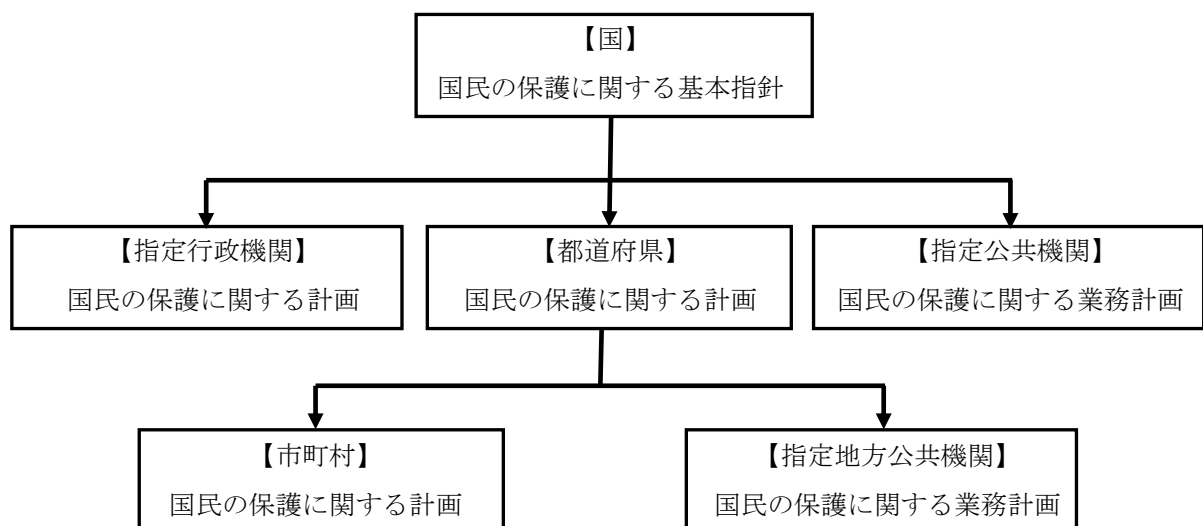 【国】
国民の保護に関する基本指針
【指定行政機関】
国民の保護に関する計画
【都道府県】
国民の保護に関する計画
【指定公共機関】
国民の保護に関する業務計画
【市町村】
国民の保護に関する計画
【指定地方公共機関】
国民の保護に関する業務計画